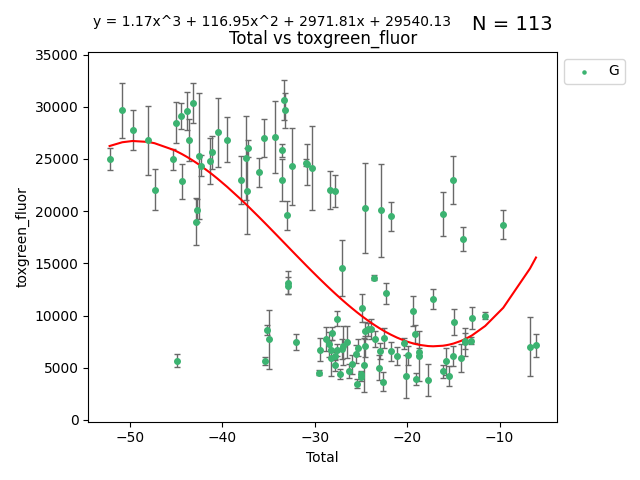 y = 1.17x^3 + 116.95x^2 + 2971.81x + 29540.13
N = 113
Total vs toxgreen_fluor
G
35000
30000
25000
20000
15000
10000
5000
0
toxgreen_fluor
−50
−40
−30
−20
−10
Total